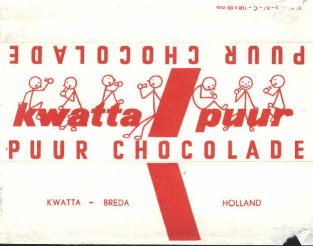 PUUR CHOCOLADE
kwatta puur
PUUR CHOCOLADE
KWATTA – BREDA HOLLAND